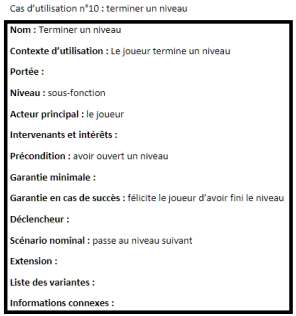 Cas d'utilisation n°10 : terminer un niveau
Nom : Terminer un niveau
Contexte d'utilisation : Le joueur termine un niveau
Portée :
Niveau : sous-fonction
Acteur principal : le joueur
Intervenants et intérêts :
Précondition : avoir ouvert un niveau
Garantie minimale :
Garantie en cas de succès : félicite le joueur d'avoir fini le niveau
Déclencheur :
Scénario nominal : passe au niveau suivant
Extension :
Liste des variantes :
Informations connexes :